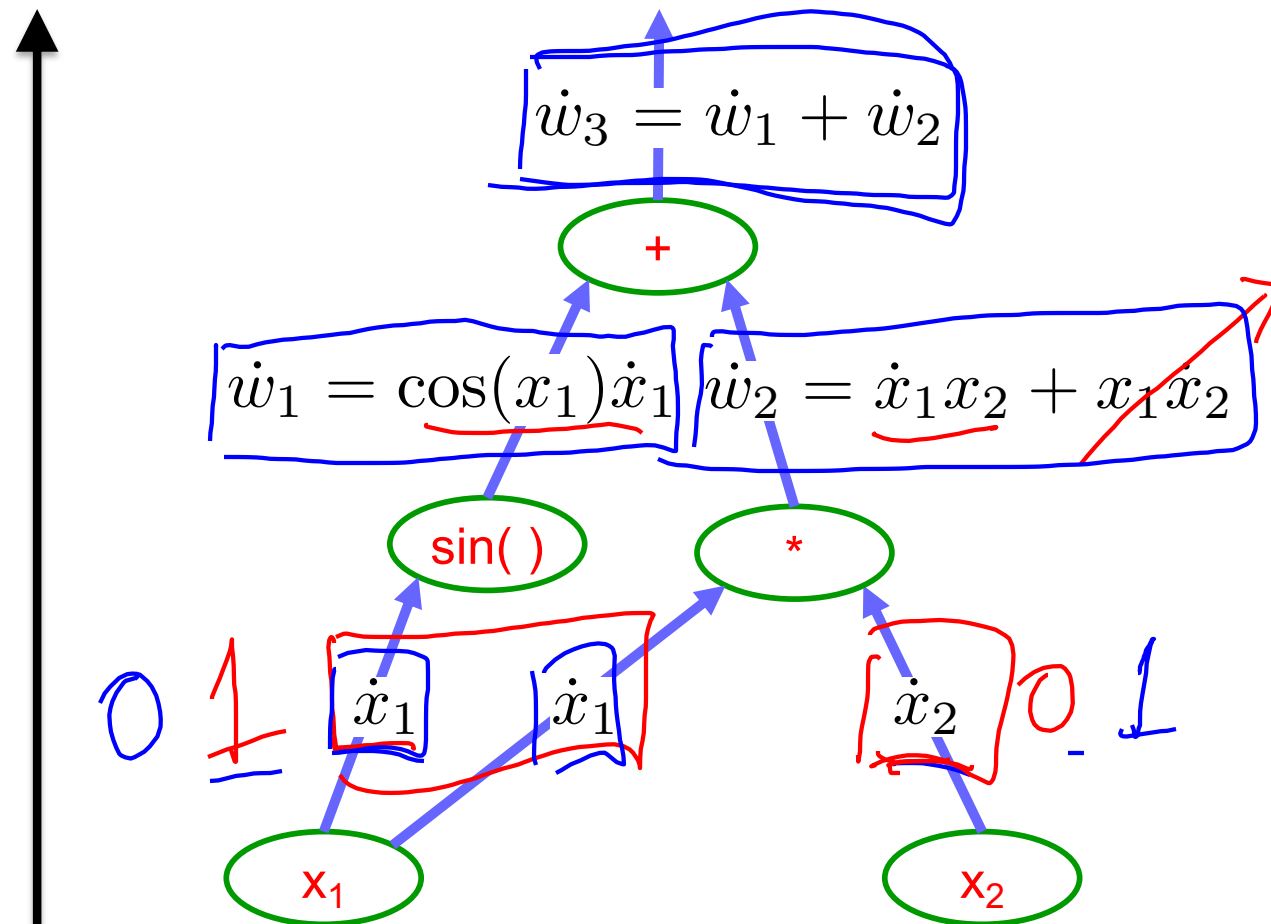 ẇ₃ = ẇ₁ + ẇ₂
+
ẇ₁ = cos(x₁)ẋ₁ ẇ₂ = ẋ₁x₂ + x₁ẋ₂
sin( ) *
0 1 ẋ₁ ẋ₁ ẋ₂ 0 1
x₁ x₂